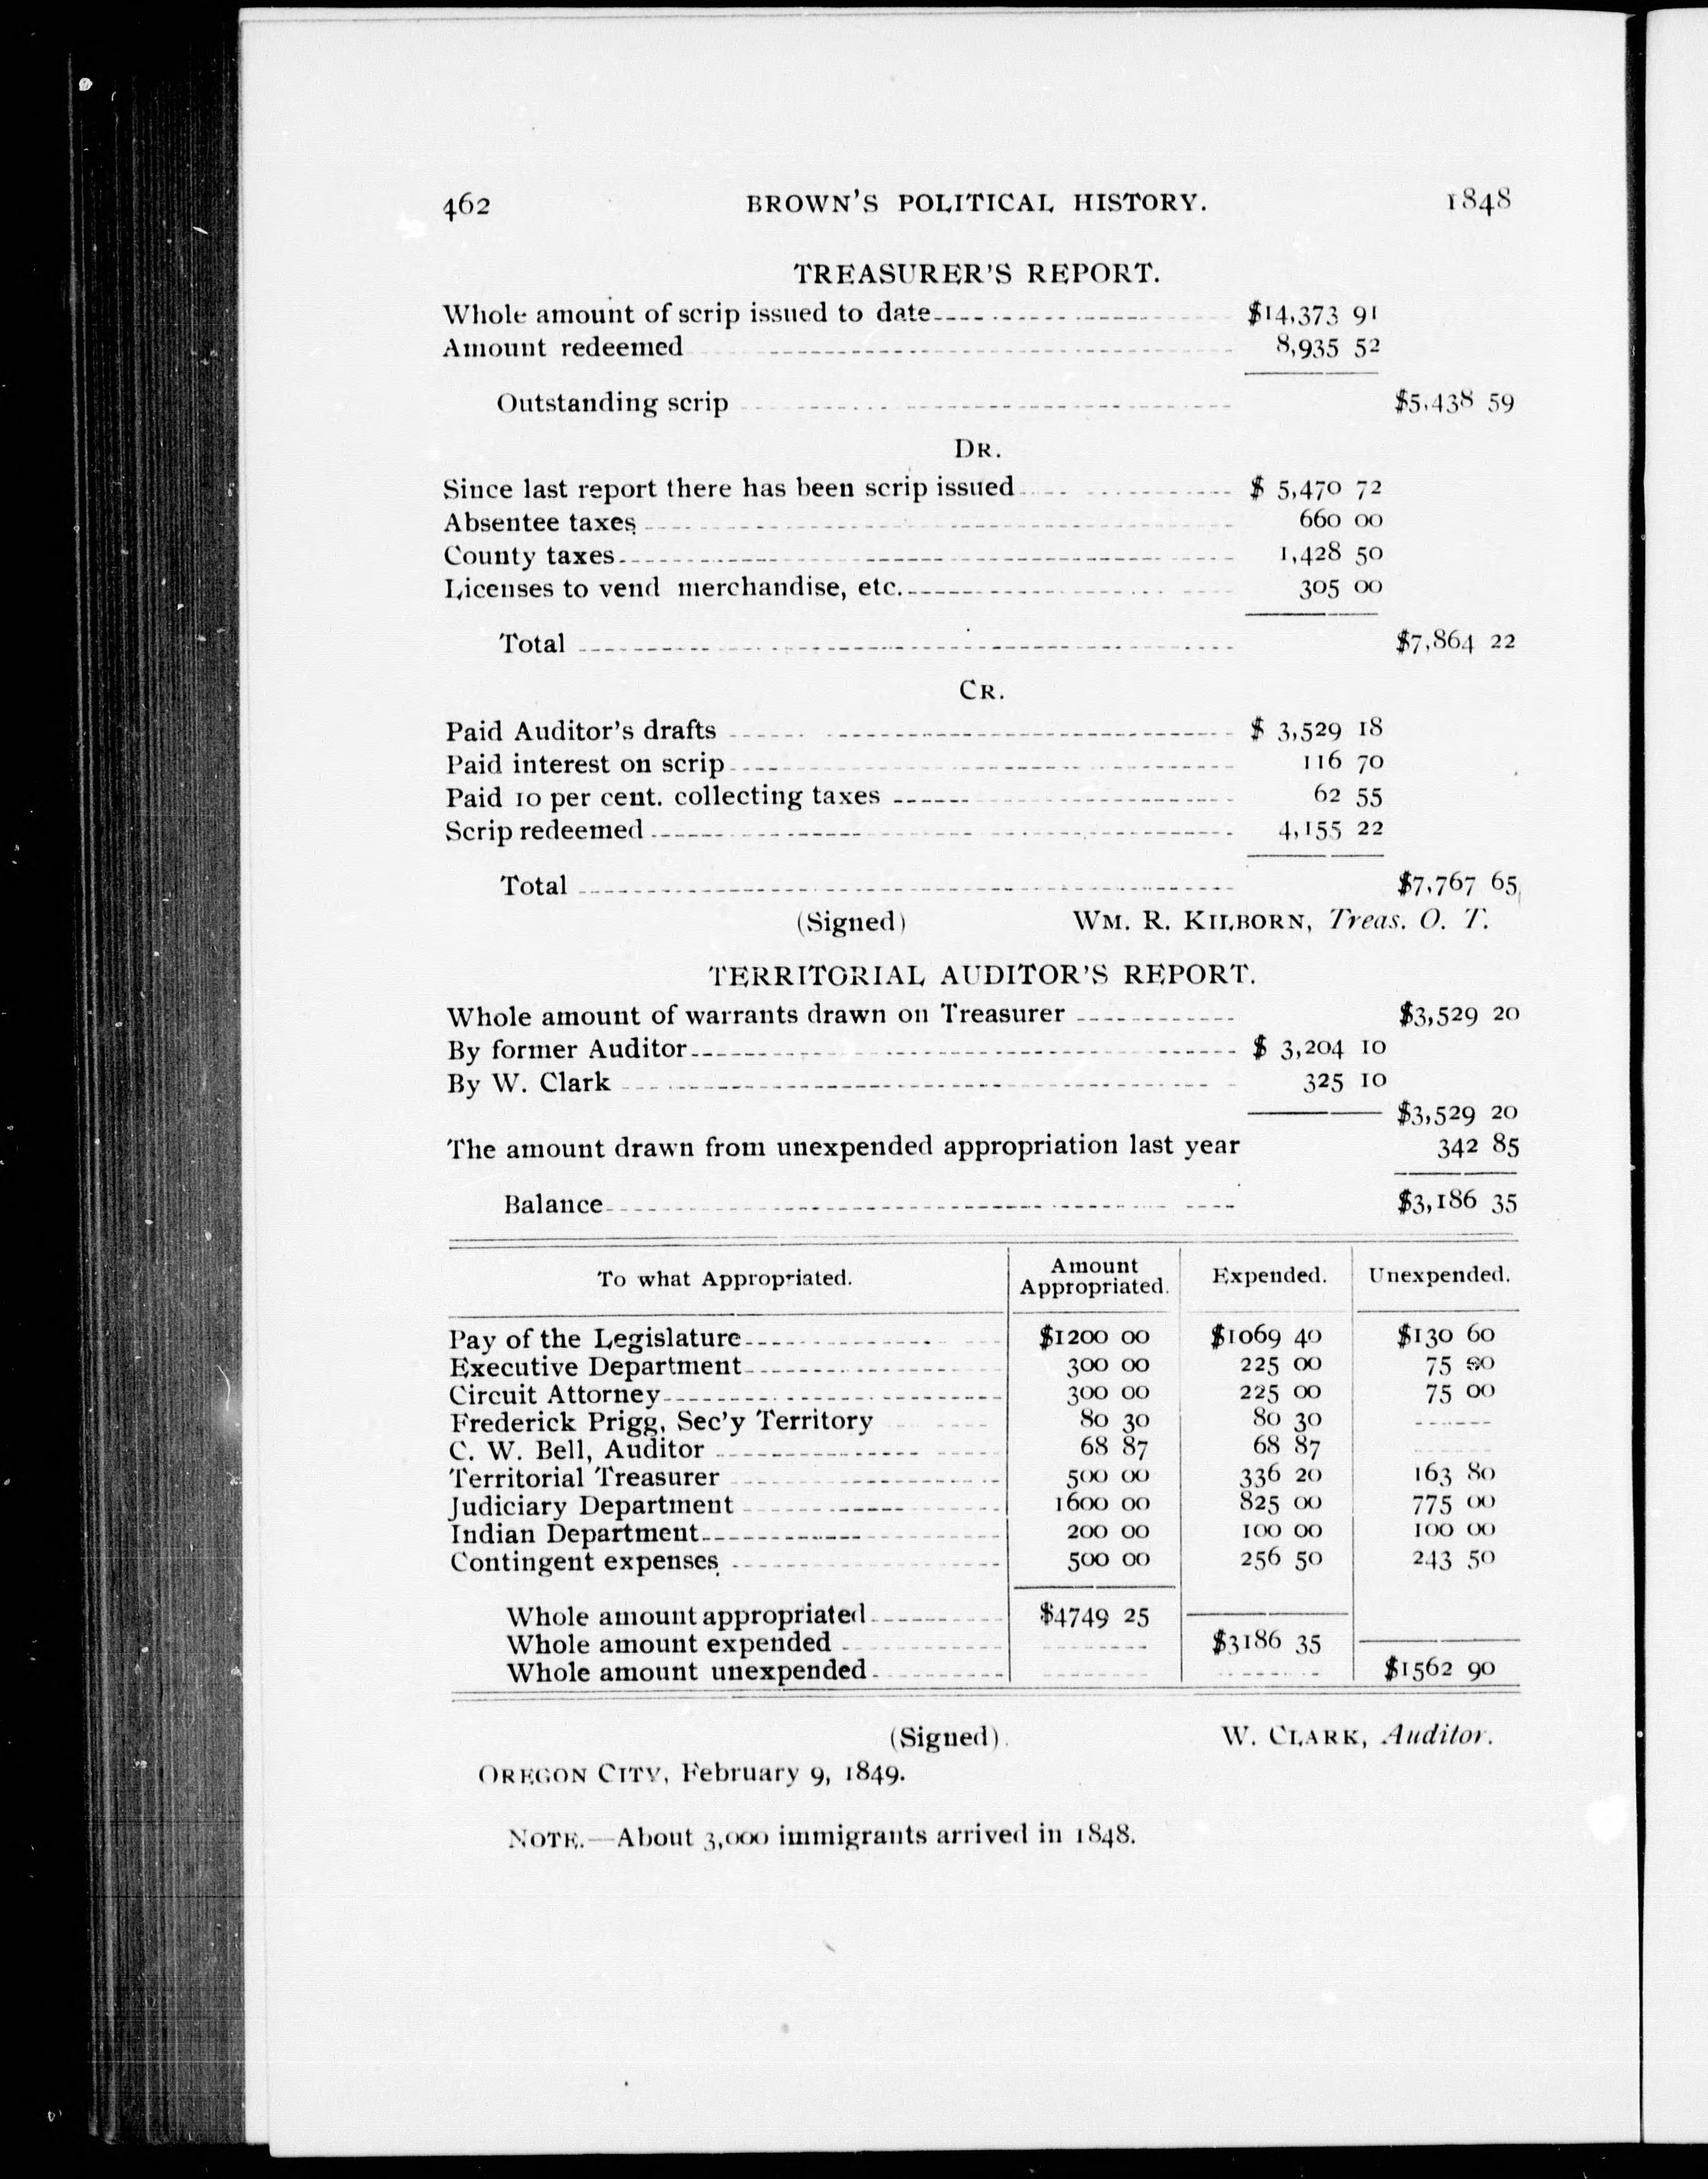 462 BROWN'S POLITICAL HISTORY. 1848
TREASURER'S REPORT.
Whole amount of scrip issued to date $14,373 91
Amount redeemed 8,935 52
Outstanding scrip $5,438 59
DR.
Since last report there has been scrip issued $ 5,470 72
Absentee taxes 660 00
County taxes 1,428 50
Licenses to vend merchandise, etc. 305 00
Total $7,864 22
CR.
Paid Auditor's drafts $ 3,529 18
Paid interest on scrip 116 70
Paid 10 per cent. collecting taxes 62 55
Scrip redeemed 4,155 22
Total $7,767 65
(Signed) WM. R. KILBORN, Treas. O. T.
TERRITORIAL AUDITOR'S REPORT.
Whole amount of warrants drawn on Treasurer $3,529 20
By former Auditor $ 3,204 10
By W. Clark 325 10
$3,529 20
The amount drawn from unexpended appropriation last year 342 85
Balance $3,186 35
To what Appropriated. Amount Appropriated. Expended. Unexpended.
Pay of the Legislature $1200 00 $1069 40 $130 60
Executive Department 300 00 225 00 75 00
Circuit Attorney 300 00 225 00 75 00
Frederick Prigg, Sec'y Territory 80 30 80 30
C. W. Bell, Auditor 68 87 68 87
Territorial Treasurer 500 00 336 20 163 80
Judiciary Department 1600 00 825 00 775 00
Indian Department 200 00 100 00 100 00
Contingent expenses 500 00 256 50 243 50
Whole amount appropriated $4749 25
Whole amount expended $3186 35
Whole amount unexpended $1562 90
(Signed). W. CLARK, Auditor.
OREGON CITY, February 9, 1849.
NOTE.—About 3,000 immigrants arrived in 1848.